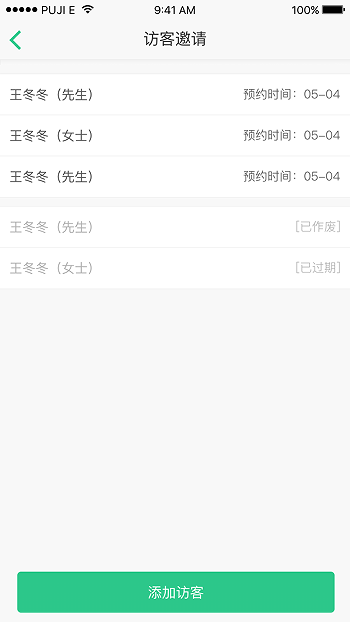 PUJI E 9:41 AM 100%
访客邀请
王冬冬（先生） 预约时间：05-04
王冬冬（女士） 预约时间：05-04
王冬冬（先生） 预约时间：05-04
王冬冬（先生） [已作废]
王冬冬（女士） [已过期]
添加访客